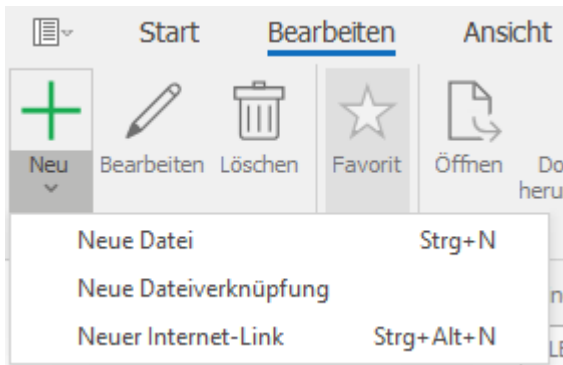 Start Bearbeiten Ansicht
Neu Bearbeiten Löschen Favorit Öffnen
Neue Datei Strg+N
Neue Dateiverknüpfung
Neuer Internet-Link Strg+Alt+N